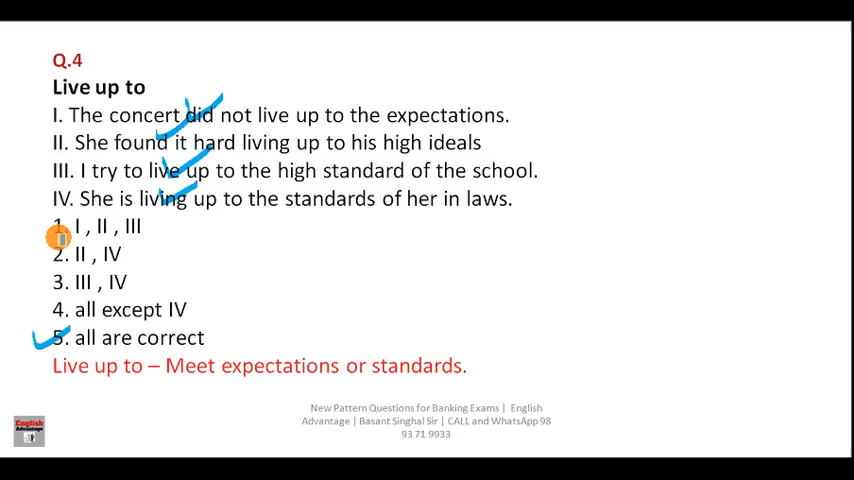 Q.4
Live up to
I. The concert did not live up to the expectations.
II. She found it hard living up to his high ideals
III. I try to live up to the high standard of the school.
IV. She is living up to the standards of her in laws.
1. I , II , III
2. II , IV
3. III , IV
4. all except IV
5. all are correct
Live up to – Meet expectations or standards.
New Pattern Questions for Banking Exams | English
Advantage | Basant Singhal Sir | CALL and WhatsApp 98
93 71 9933
English
Advantage